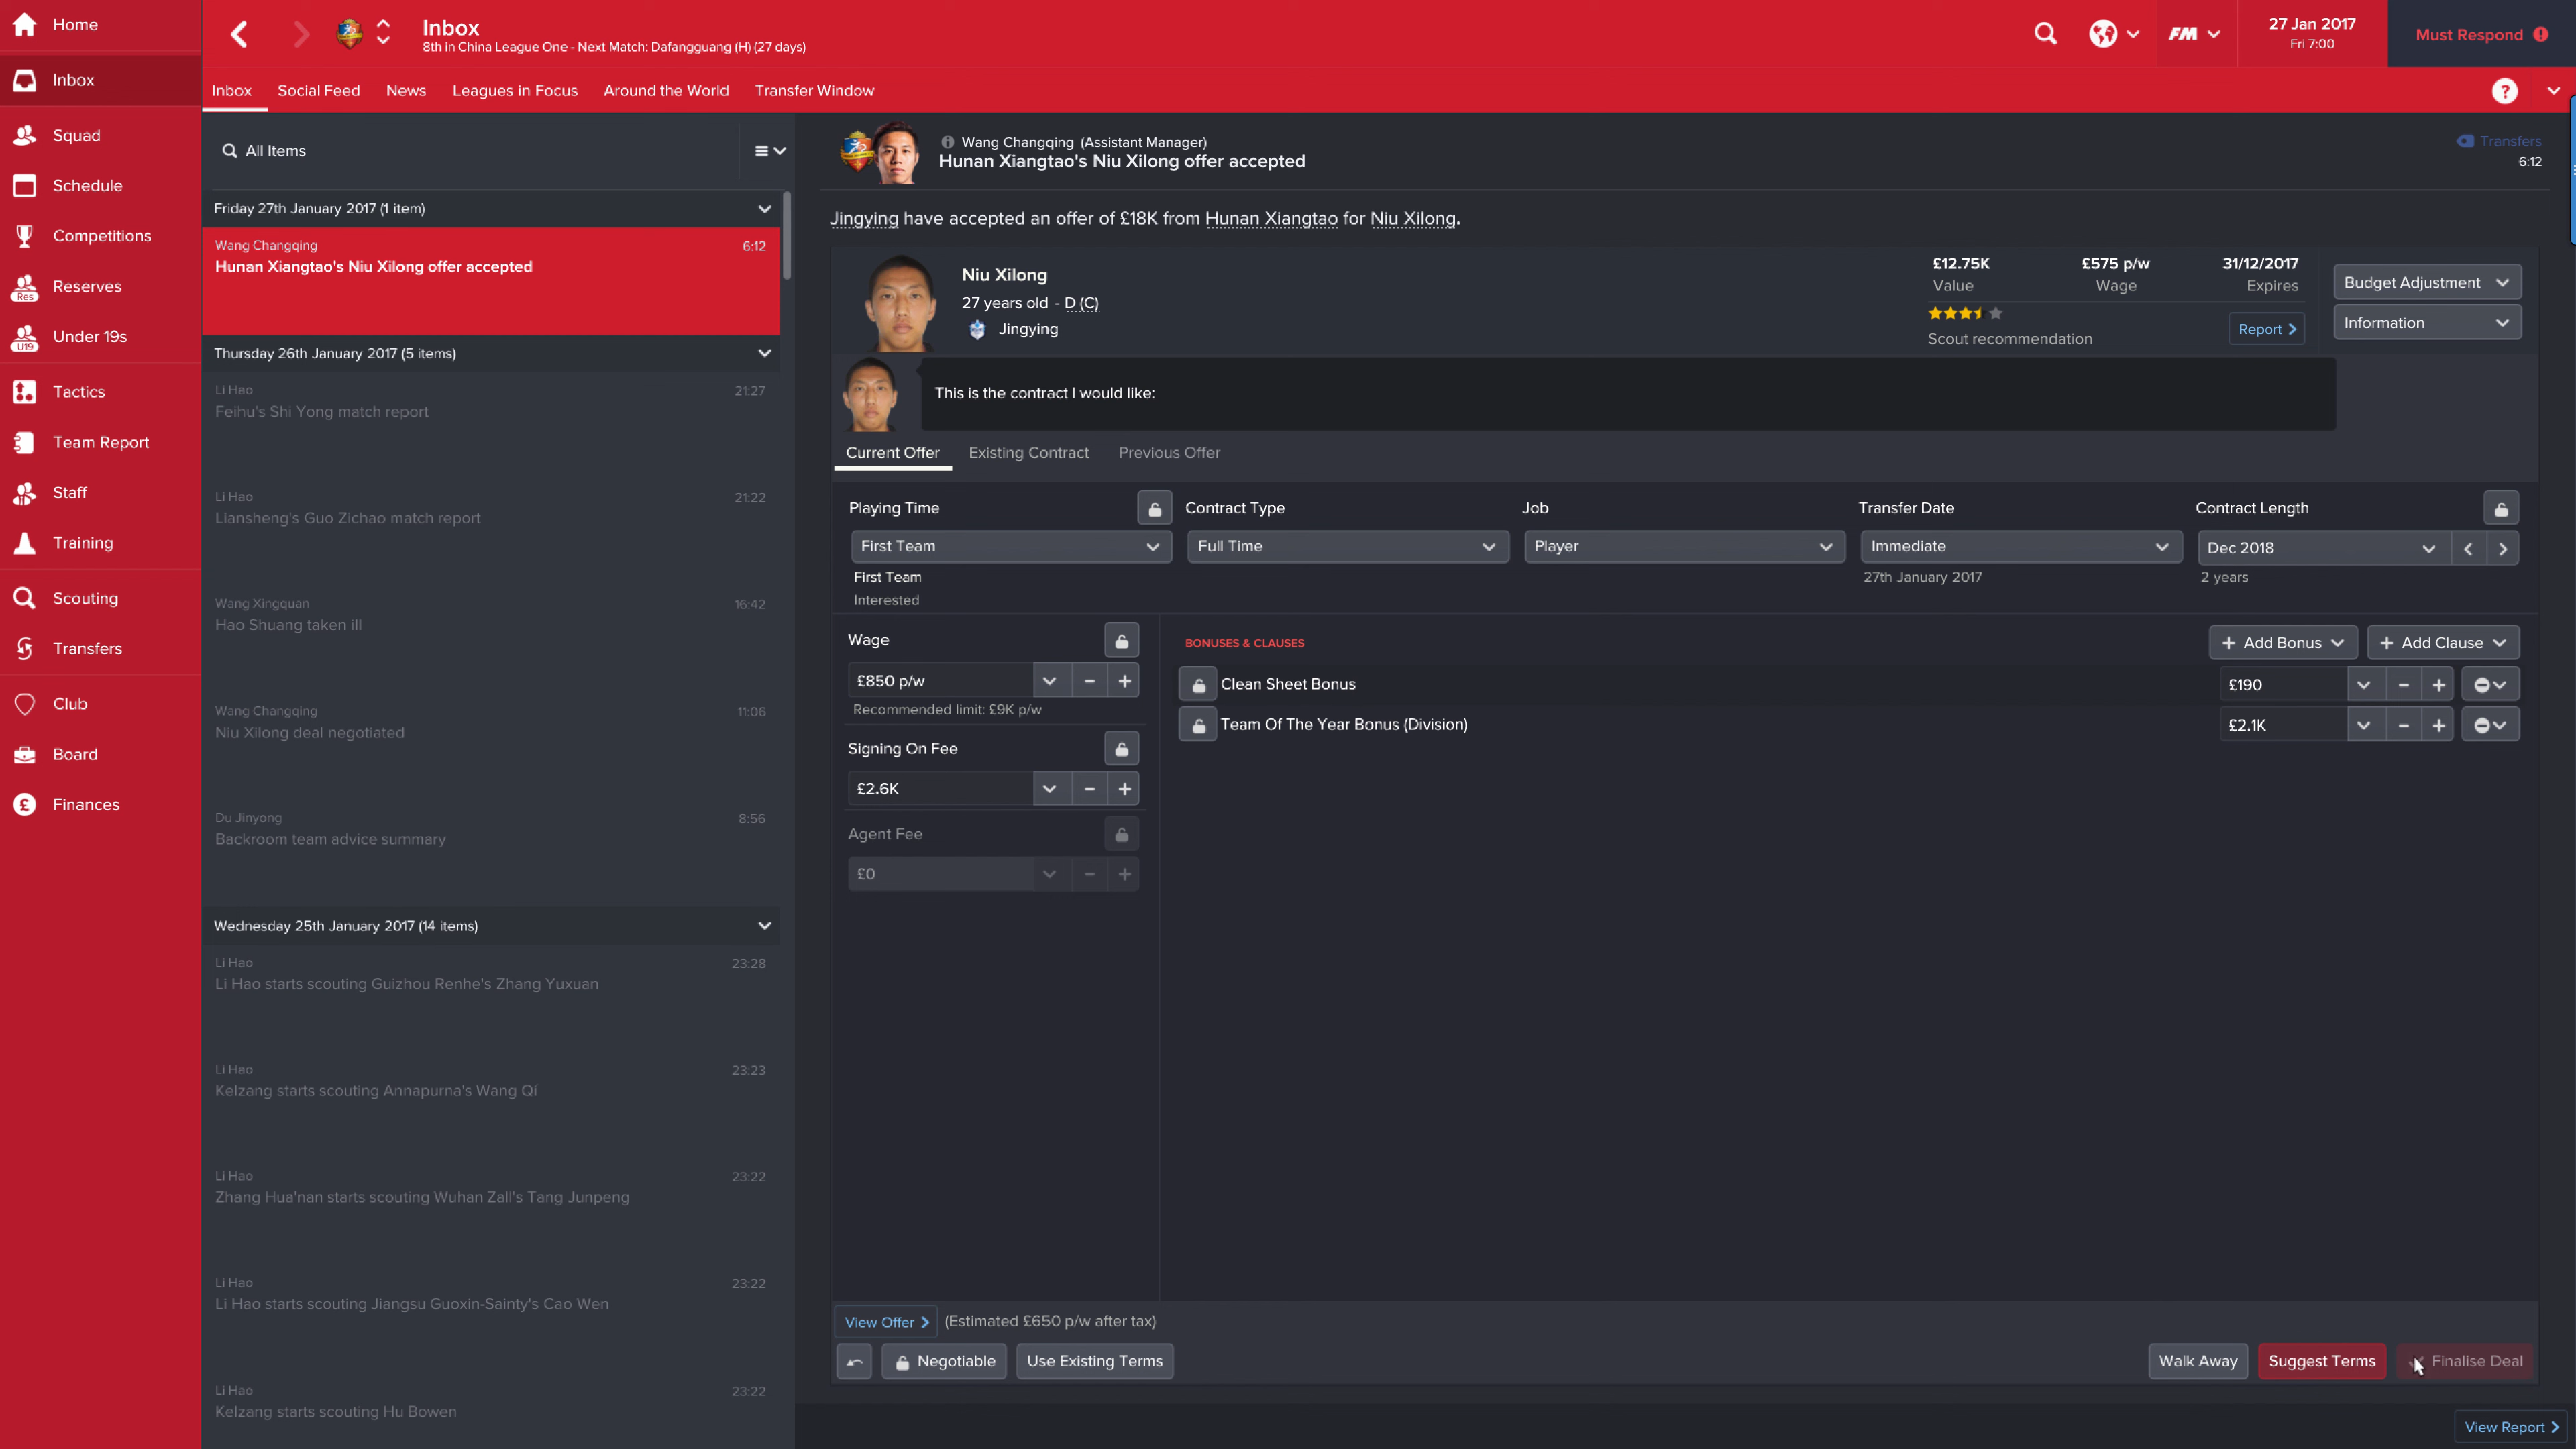 Home
Inbox
Squad
Schedule
Competitions
Res
Reserves
U19
Under 19s
Tactics
Team Report
Staff
Training
Scouting
Transfers
Club
Board
£
Finances
Inbox
8th in China League One - Next Match: Dafangguang (H) (27 days)
FM
27 Jan 2017
Fri 7:00
Must Respond
Inbox
Social Feed
News
Leagues in Focus
Around the World
Transfer Window
?
All Items
Friday 27th January 2017 (1 item)
Wang Changqing
6:12
Hunan Xiangtao's Niu Xilong offer accepted
Thursday 26th January 2017 (5 items)
Li Hao
21:27
Feihu's Shi Yong match report
Li Hao
21:22
Liansheng's Guo Zichao match report
Wang Xingquan
16:42
Hao Shuang taken ill
Wang Changqing
11:06
Niu Xilong deal negotiated
Du Jinyong
8:56
Backroom team advice summary
Wednesday 25th January 2017 (14 items)
Li Hao
23:28
Li Hao starts scouting Guizhou Renhe's Zhang Yuxuan
Li Hao
23:23
Kelzang starts scouting Annapurna's Wang Qí
Li Hao
23:22
Zhang Hua'nan starts scouting Wuhan Zall's Tang Junpeng
Li Hao
23:22
Li Hao starts scouting Jiangsu Guoxin-Sainty's Cao Wen
Li Hao
23:22
Kelzang starts scouting Hu Bowen
Wang Changqing (Assistant Manager)
Hunan Xiangtao's Niu Xilong offer accepted
Transfers
6:12
Jingying have accepted an offer of £18K from Hunan Xiangtao for Niu Xilong.
Niu Xilong
27 years old - D (C)
Jingying
£12.75K
Value
£575 p/w
Wage
31/12/2017
Expires
Scout recommendation
Report
Budget Adjustment
Information
This is the contract I would like:
Current Offer
Existing Contract
Previous Offer
Playing Time
First Team
First Team
Interested
Contract Type
Full Time
Job
Player
Transfer Date
Immediate
27th January 2017
Contract Length
Dec 2018
2 years
Wage
£850 p/w
Recommended limit: £9K p/w
Signing On Fee
£2.6K
Agent Fee
£0
BONUSES & CLAUSES
Add Bonus
Add Clause
Clean Sheet Bonus
£190
Team Of The Year Bonus (Division)
£2.1K
View Offer
(Estimated £650 p/w after tax)
Negotiable
Use Existing Terms
Walk Away
Suggest Terms
Finalise Deal
View Report